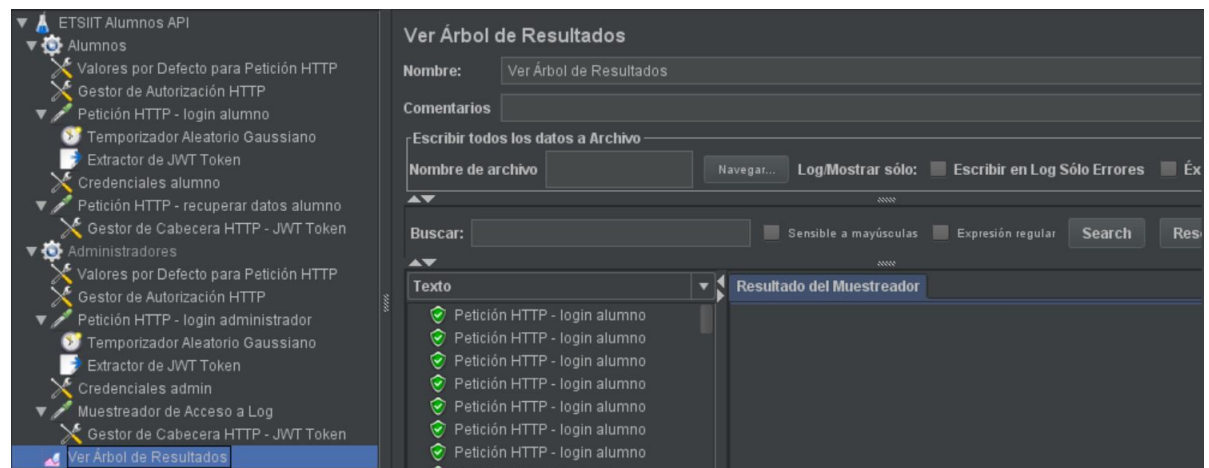 ETSIIT Alumnos API
Alumnos
Valores por Defecto para Petición HTTP
Gestor de Autorización HTTP
Petición HTTP - login alumno
Temporizador Aleatorio Gaussiano
Extractor de JWT Token
Credenciales alumno
Petición HTTP - recuperar datos alumno
Gestor de Cabecera HTTP - JWT Token
Administradores
Valores por Defecto para Petición HTTP
Gestor de Autorización HTTP
Petición HTTP - login administrador
Temporizador Aleatorio Gaussiano
Extractor de JWT Token
Credenciales admin
Muestreador de Acceso a Log
Gestor de Cabecera HTTP - JWT Token
Ver Árbol de Resultados
Ver Árbol de Resultados
Nombre: Ver Árbol de Resultados
Comentarios
Escribir todos los datos a Archivo
Nombre de archivo Navegar... Log/Mostrar sólo: Escribir en Log Sólo Errores Éx
Buscar: Sensible a mayúsculas Expresión regular Search Res
Texto Resultado del Muestreador
Petición HTTP - login alumno
Petición HTTP - login alumno
Petición HTTP - login alumno
Petición HTTP - login alumno
Petición HTTP - login alumno
Petición HTTP - login alumno
Petición HTTP - login alumno